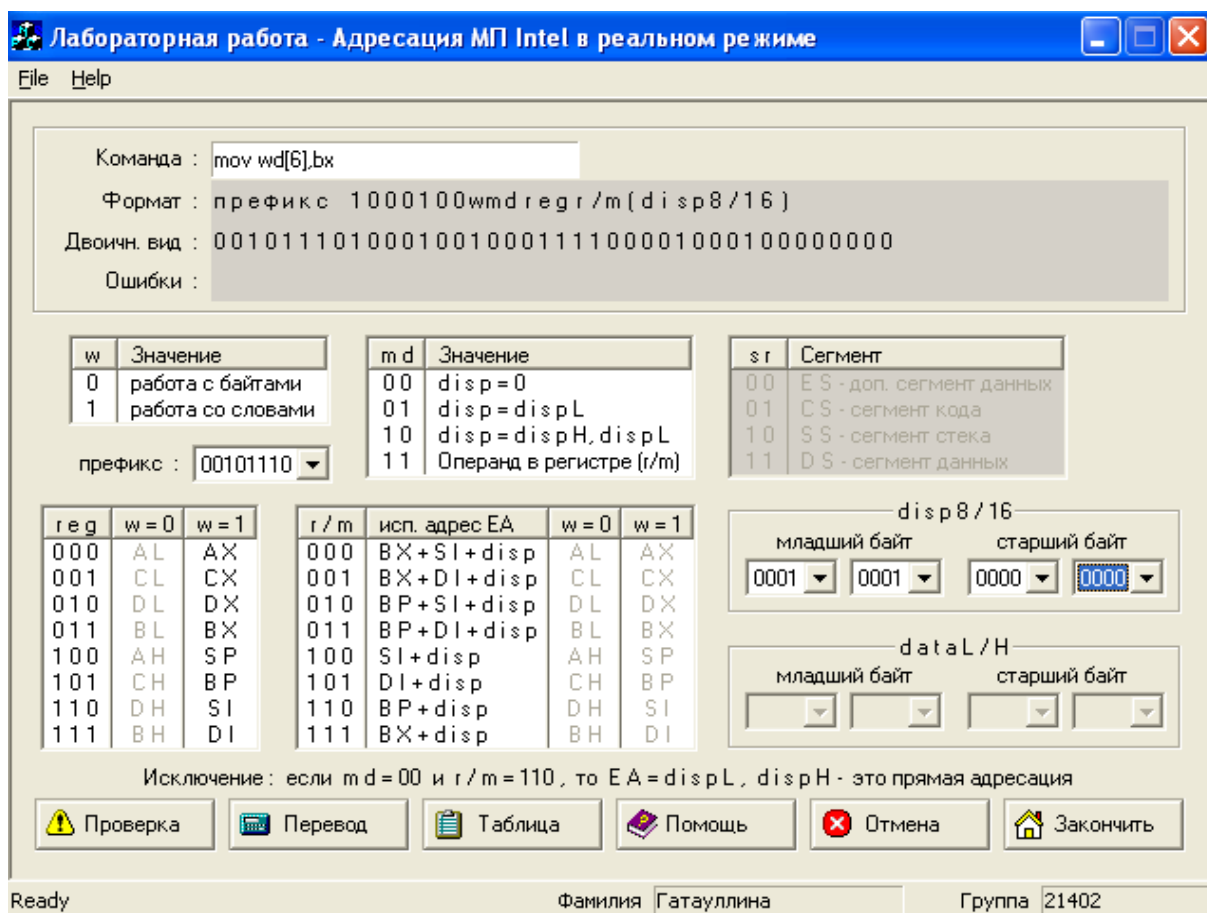 Лабораторная работа - Адресация МП Intel в реальном режиме
File Help
Команда : mov wd[6],bx
Формат : префикс 1000100wmdregr/m(disp8/16)
Двоичн. вид : 0010111010001001000111100001000100000000
Ошибки :
w Значение
0 работа с байтами
1 работа со словами
префикс : 00101110
md Значение
00 disp=0
01 disp=dispL
10 disp=dispH,dispL
11 Операнд в регистре (r/m)
sr Сегмент
00 ES - доп. сегмент данных
01 CS - сегмент кода
10 SS - сегмент стека
11 DS - сегмент данных
reg w=0 w=1
000 AL AX
001 CL CX
010 DL DX
011 BL BX
100 AH SP
101 CH BP
110 DH SI
111 BH DI
r/m исп. адрес EA w=0 w=1
000 BX+SI+disp AL AX
001 BX+DI+disp CL CX
010 BP+SI+disp DL DX
011 BP+DI+disp BL BX
100 SI+disp AH SP
101 DI+disp CH BP
110 BP+disp DH SI
111 BX+disp BH DI
disp8/16
младший байт старший байт
0001 0001 0000 0000
dataL/H
младший байт старший байт
Исключение : если md=00 и r/m=110, то EA=dispL, dispH - это прямая адресация
Проверка Перевод Таблица Помощь Отмена Закончить
Ready Фамилия Гатауллина Группа 21402